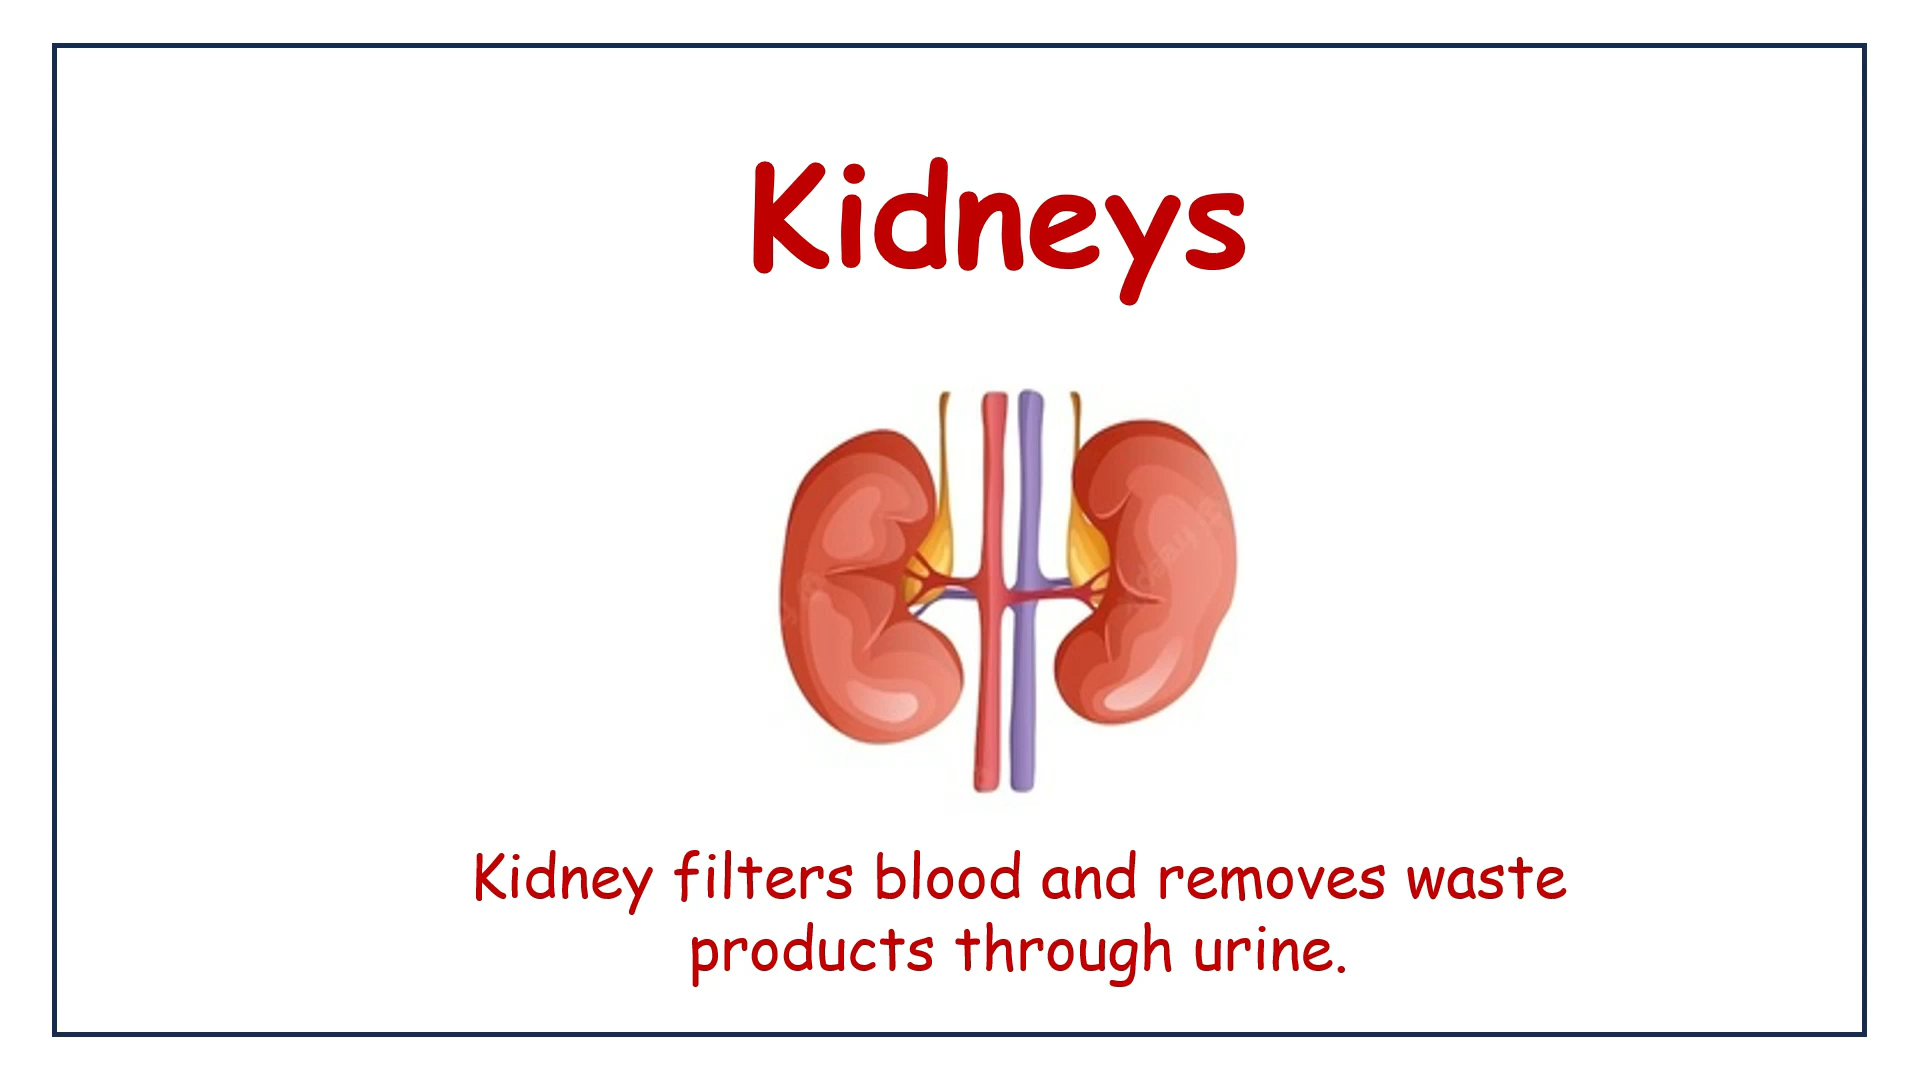 Kidneys
Kidney filters blood and removes waste
products through urine.